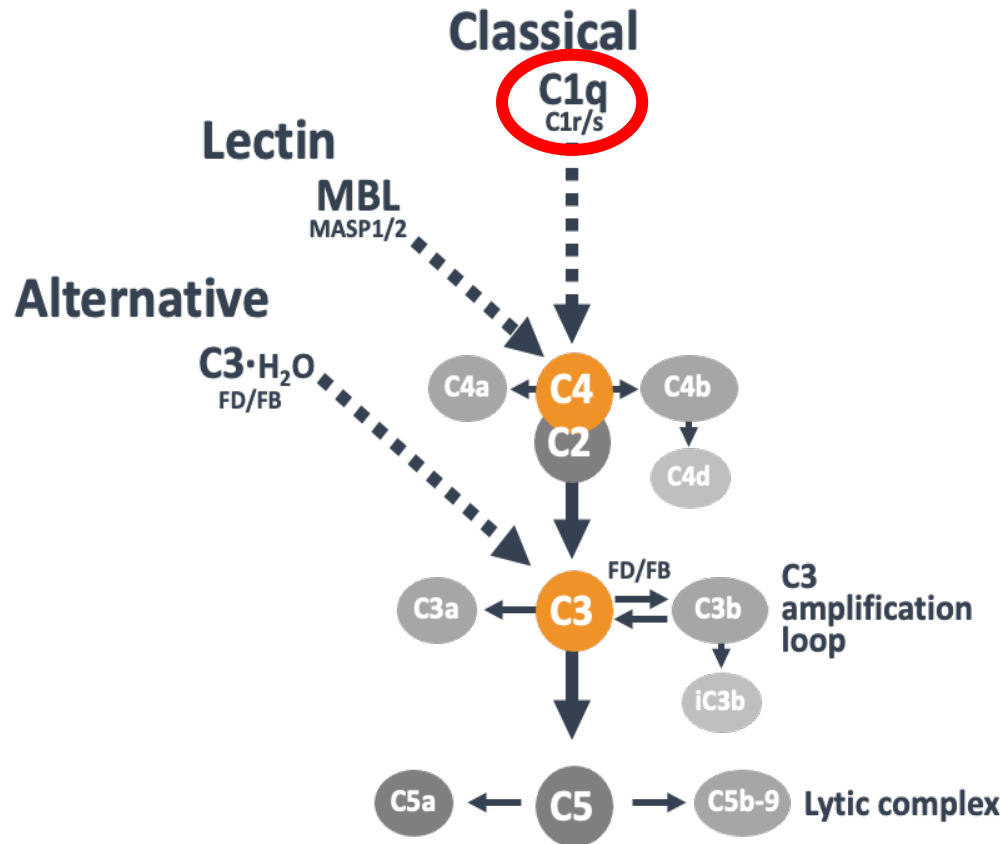 Classical
C1q
C1r/s
Lectin
MBL
MASP1/2
Alternative
C3·H₂O
FD/FB
C4a
C4
C4b
C2
C4d
FD/FB
C3a
C3
C3b
C3
amplification
loop
iC3b
C5a
C5
C5b-9
Lytic complex